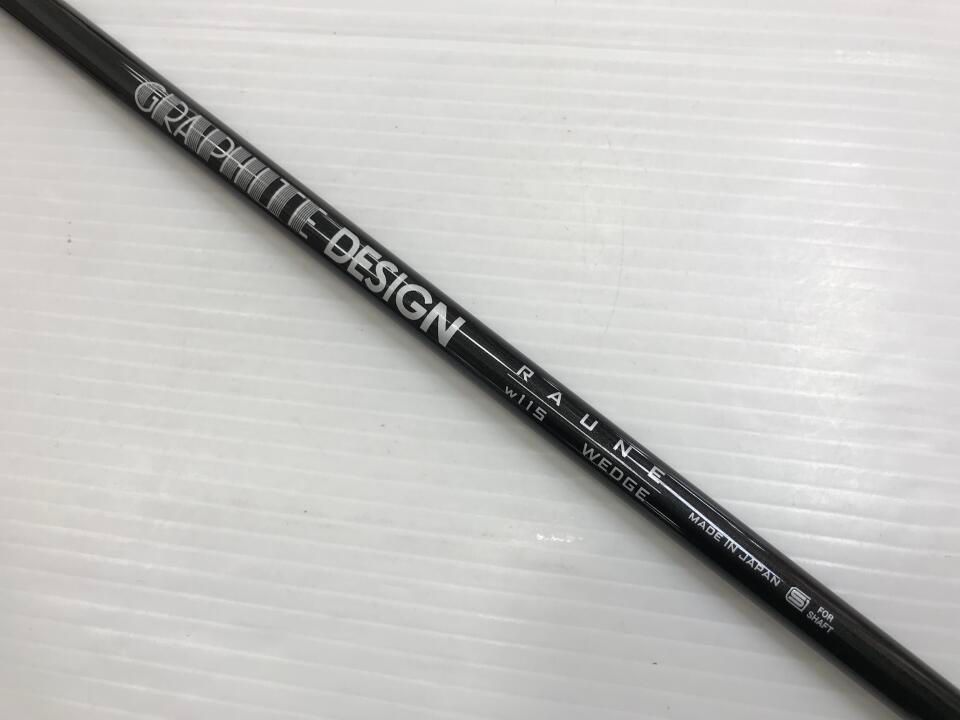 GRAPHITE DESIGN
RAUNE
w115 WEDGE
MADE IN JAPAN
S FOR SHAFT